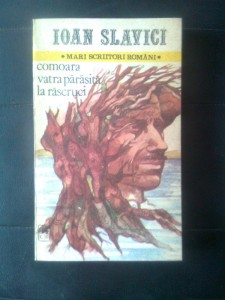 IOAN SLAVICI
★ MARI SCRIITORI ROMÂNI ★
comoara
vatra părăsită
la răscruci